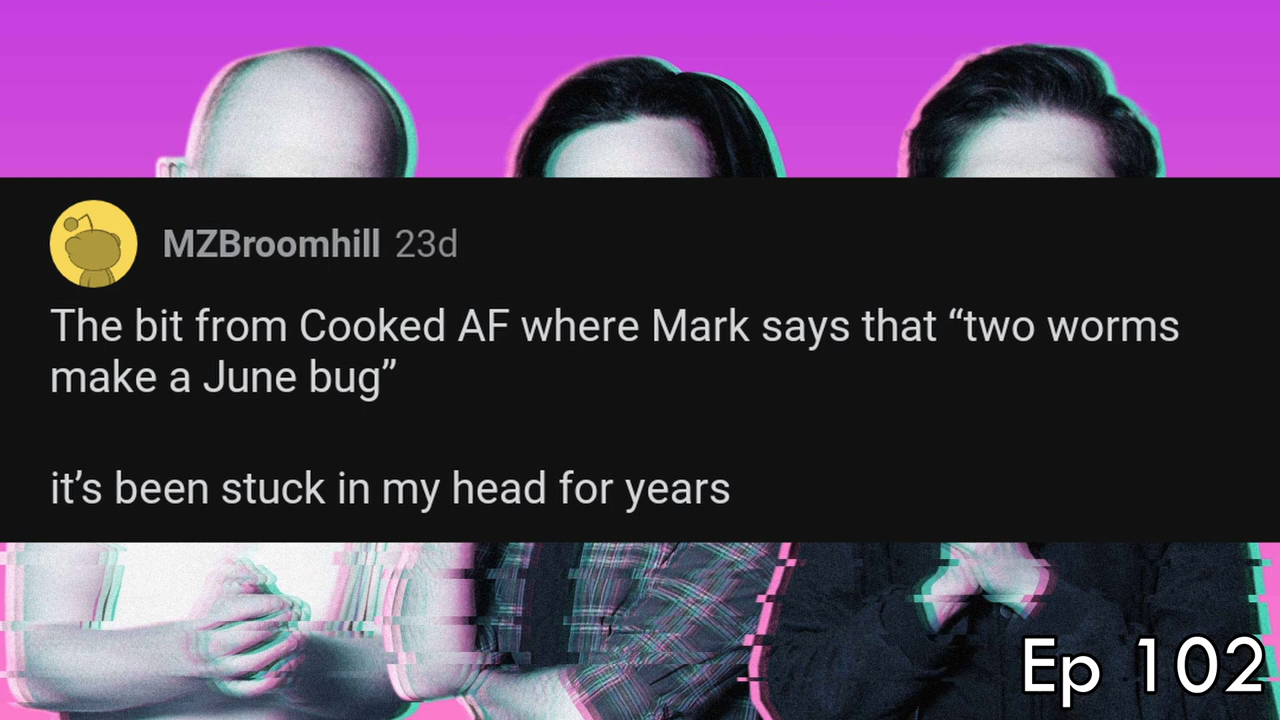 MZBroomhill 23d
The bit from Cooked AF where Mark says that “two worms
make a June bug”
it’s been stuck in my head for years
Ep 102